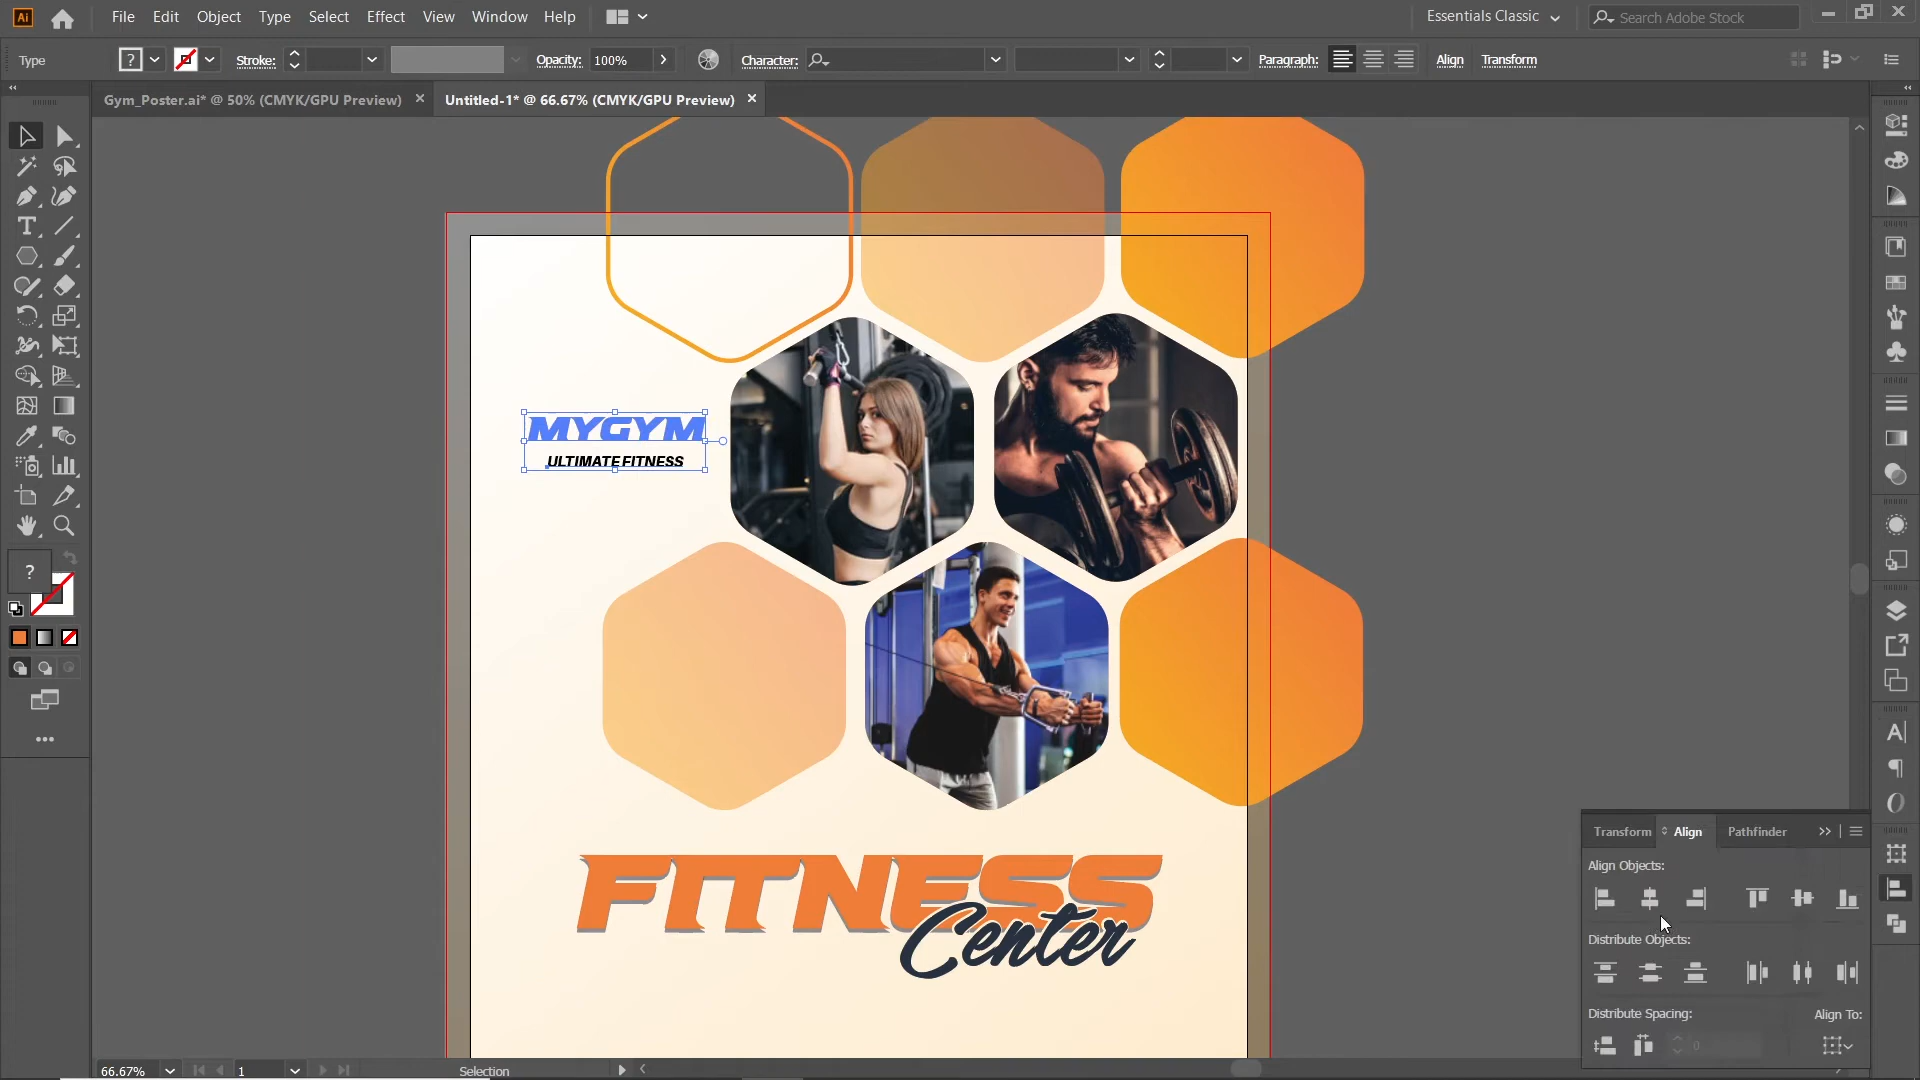 Ai File Edit Object Type Select Effect View Window Help Essentials Classic Search Adobe Stock
Type ? Stroke: Opacity: 100% Character: Paragraph: Align Transform
Gym_Poster.ai* @ 50% (CMYK/GPU Preview) Untitled-1* @ 66.67% (CMYK/GPU Preview)
MYGYM
ULTIMATE FITNESS
?
FITNESS
Center
Transform Align Pathfinder
Align Objects:
Distribute Objects:
Distribute Spacing: Align To:
0
66.67% 1 Selection